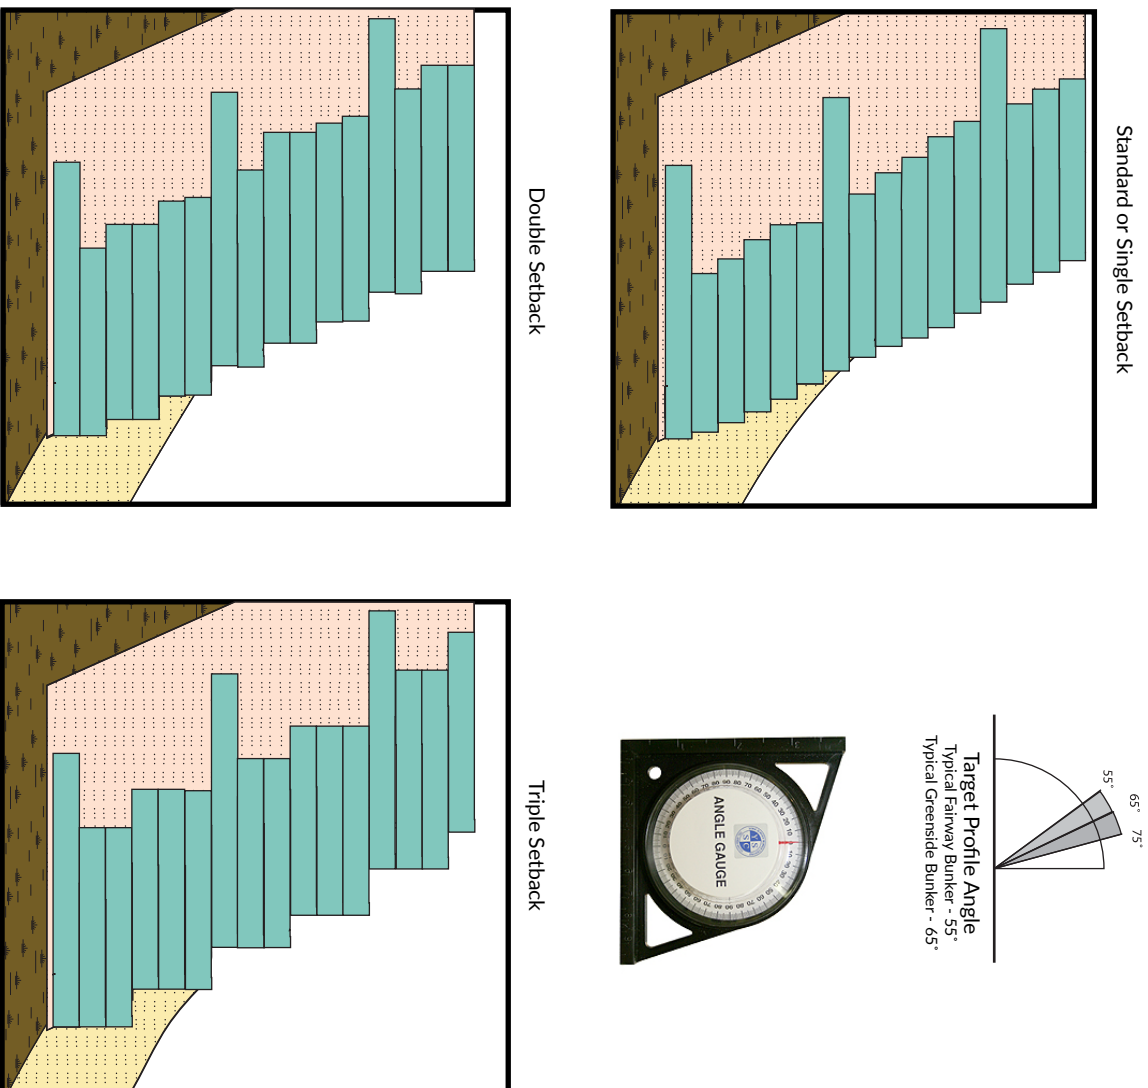 Standard or Single Setback
Double Setback
55°
65°
75°
Target Profile Angle
Typical Fairway Bunker - 55°
Typical Greenside Bunker - 65°
ANGLE GAUGE
Triple Setback